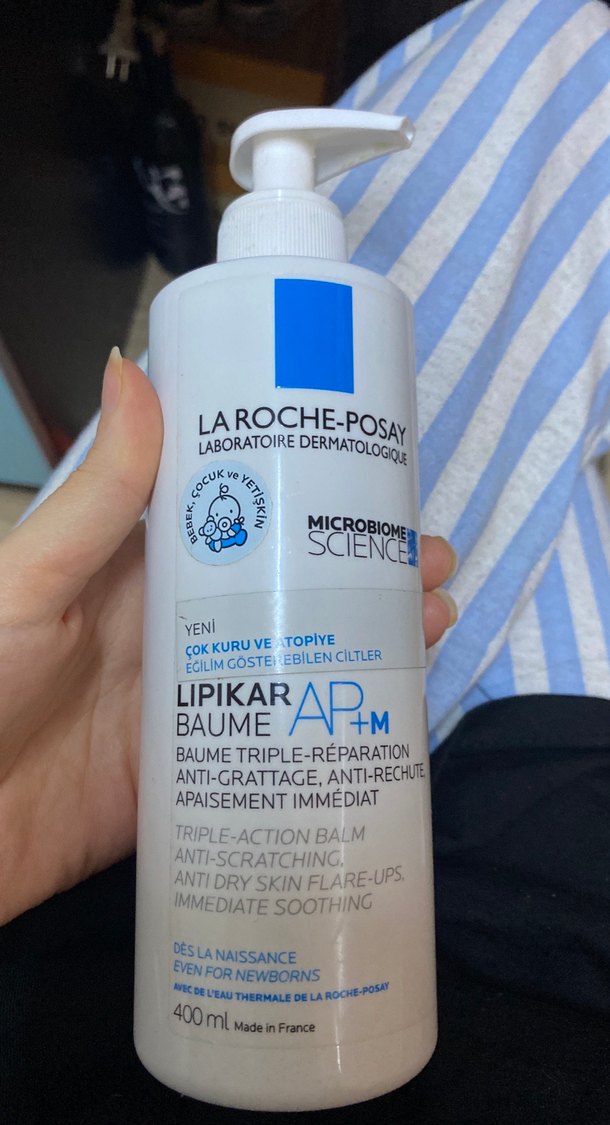 LA ROCHE-POSAY
LABORATOIRE DERMATOLOGIQUE
BEBEK, ÇOCUK ve YETİŞKİN
MICROBIOME
SCIENCE
YENİ
ÇOK KURU VE ATOPİYE
EĞİLİM GÖSTEREBİLEN CİLTLER
LIPIKAR
BAUME AP+M
BAUME TRIPLE-RÉPARATION
ANTI-GRATTAGE, ANTI-RECHUTE,
APAISEMENT IMMÉDIAT
TRIPLE-ACTION BALM
ANTI-SCRATCHING,
ANTI DRY SKIN FLARE-UPS,
IMMEDIATE SOOTHING
DÈS LA NAISSANCE
EVEN FOR NEWBORNS
AVEC DE L'EAU THERMALE DE LA ROCHE-POSAY
400 ml Made in France